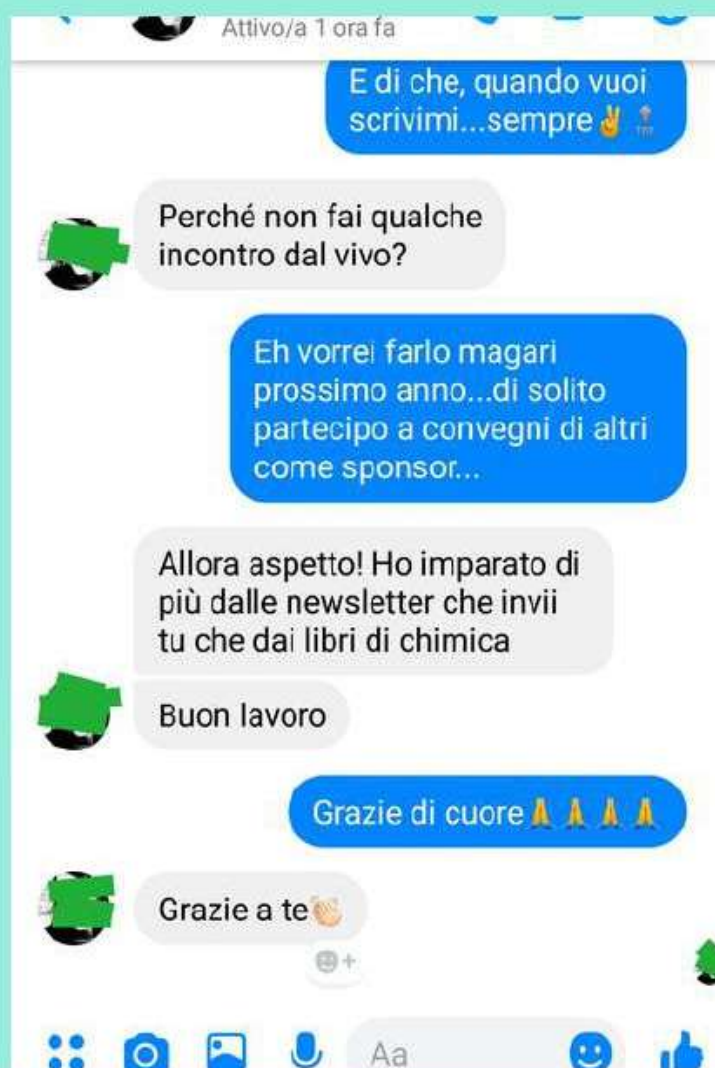 Attivo/a 1 ora fa
E di che, quando vuoi
scrivimi...sempre✌️🔝
Perché non fai qualche
incontro dal vivo?
Eh vorrei farlo magari
prossimo anno...di solito
partecipo a convegni di altri
come sponsor...
Allora aspetto! Ho imparato di
più dalle newsletter che invii
tu che dai libri di chimica
Buon lavoro
Grazie di cuore🙏🙏🙏🙏
Grazie a te👏🏻
Aa